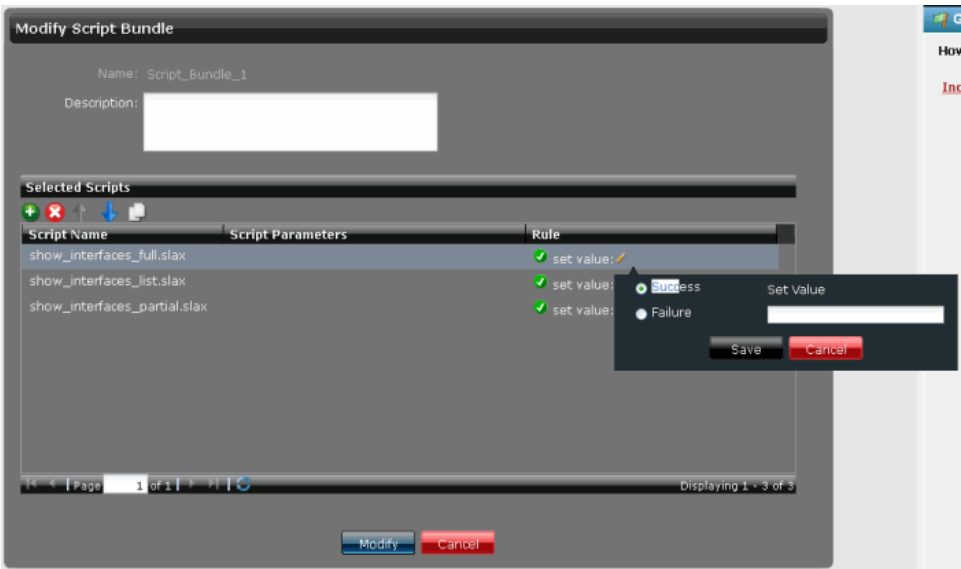 Modify Script Bundle
Name: Script_Bundle_1
Description:
Selected Scripts
Script Name Script Parameters Rule
show_interfaces_full.slax set value:
show_interfaces_list.slax set value:
show_interfaces_partial.slax set value:
Success Set Value
Failure
Save Cancel
Page 1 of 1 Displaying 1 - 3 of 3
Modify Cancel
G
How
Inc